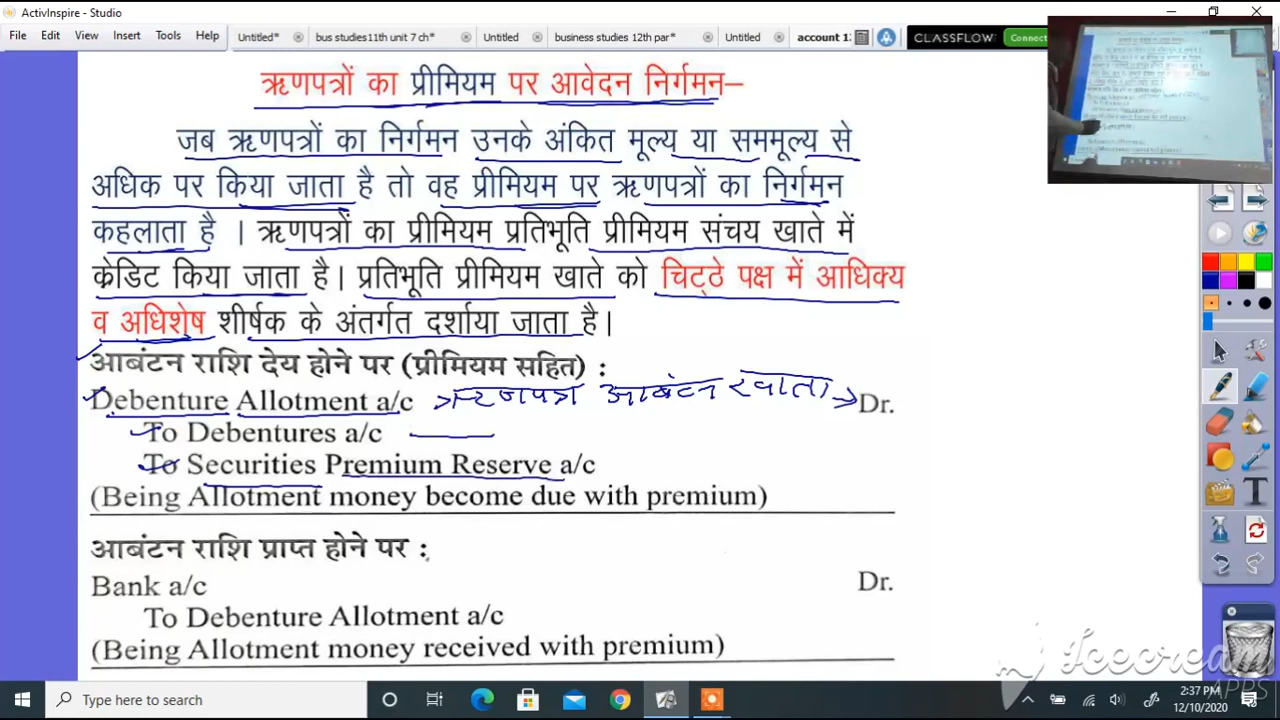 ActivInspire - Studio
File Edit View Insert Tools Help Untitled* bus studies11th unit 7 ch* Untitled business studies 12th par* Untitled account 1 CLASSFLOW Connec
ऋणपत्रों का प्रीमियम पर आवेदन निर्गमन–
जब ऋणपत्रों का निगमन उनके अंकित मूल्य या सममूल्य से
अधिक पर किया जाता है तो वह प्रीमियम पर ऋणपत्रों का निर्गमन
कहलाता है । ऋणपत्रों का प्रीमियम प्रतिभूति प्रीमियम संचय खाते में
क्रेडिट किया जाता है। प्रतिभूति प्रीमियम खाते को चिट्ठे पक्ष में आधिक्य
व अधिशेष शीर्षक के अंतर्गत दर्शाया जाता है।
आबंटन राशि देय होने पर (प्रीमियम सहित) :
Debenture Allotment a/c आबंटन खाता Dr.
To Debentures a/c
To Securities Premium Reserve a/c
(Being Allotment money become due with premium)
आबंटन राशि प्राप्त होने पर :
Bank a/c Dr.
To Debenture Allotment a/c
(Being Allotment money received with premium)
Icecream
APPS
Type here to search 2:37 PM
12/10/2020